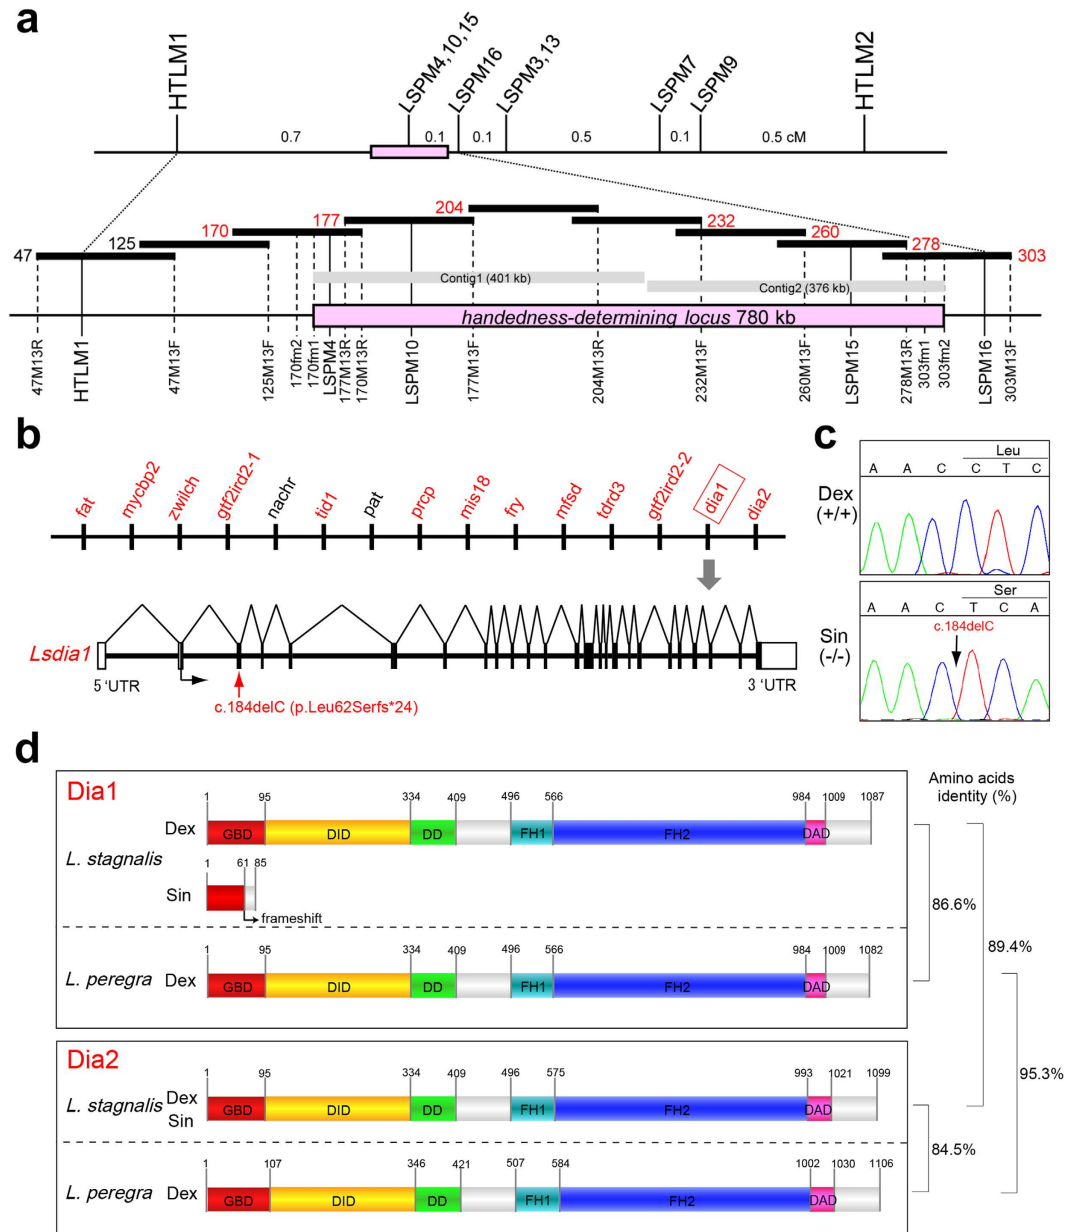 a
HTLM1
LSPM4,10,15
LSPM16
LSPM3,13
LSPM7
LSPM9
HTLM2
0.7
0.1
0.1
0.5
0.1
0.5 cM
47
125
170
177
204
232
260
278
303
Contig1 (401 kb)
Contig2 (376 kb)
handedness-determining locus 780 kb
47M13R
HTLM1
47M13F
125M13F
170fm2
170fm1
LSPM4
177M13R
170M13R
LSPM10
177M13F
204M13R
232M13F
260M13F
LSPM15
278M13R
303fm1
303fm2
LSPM16
303M13F
b
fat
mycbp2
zwilch
gtf2ird2-1
nachr
tid1
pat
prcp
mis18
fry
mfsd
tdrd3
gtf2ird2-2
dia1
dia2
Lsdia1
5 'UTR
3 'UTR
c.184delC (p.Leu62Serfs*24)
c
Leu
A A C C T C
Dex
(+/+)
Ser
A A C T C A
c.184delC
Sin
(-/-)
d
Amino acids
identity (%)
Dia1
1 95 334 409 496 566 984 1009 1087
Dex
GBD DID DD FH1 FH2 DAD
L. stagnalis
1 61 85
Sin
frameshift
1 95 334 409 496 566 984 1009 1082
L. peregra Dex
GBD DID DD FH1 FH2 DAD
86.6%
89.4%
95.3%
84.5%
Dia2
1 95 334 409 496 575 993 1021 1099
L. stagnalis Dex
Sin
GBD DID DD FH1 FH2 DAD
1 107 346 421 507 584 1002 1030 1106
L. peregra Dex
GBD DID DD FH1 FH2 DAD